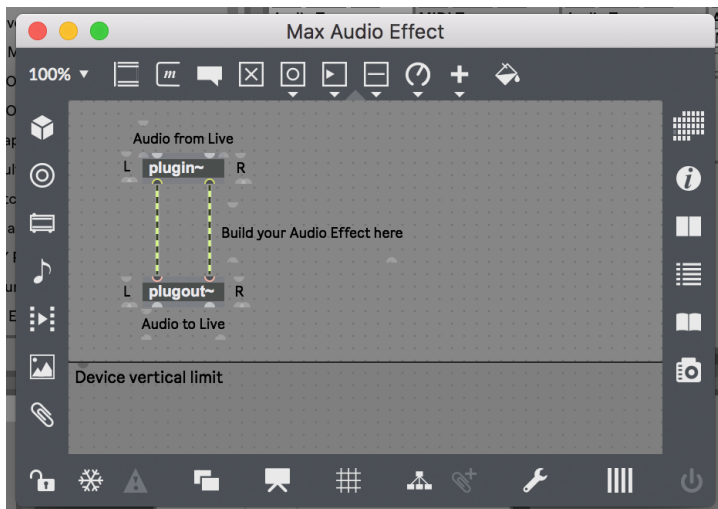 Max Audio Effect
100%
m
Audio from Live
L plugin~ R
Build your Audio Effect here
L plugout~ R
Audio to Live
Device vertical limit